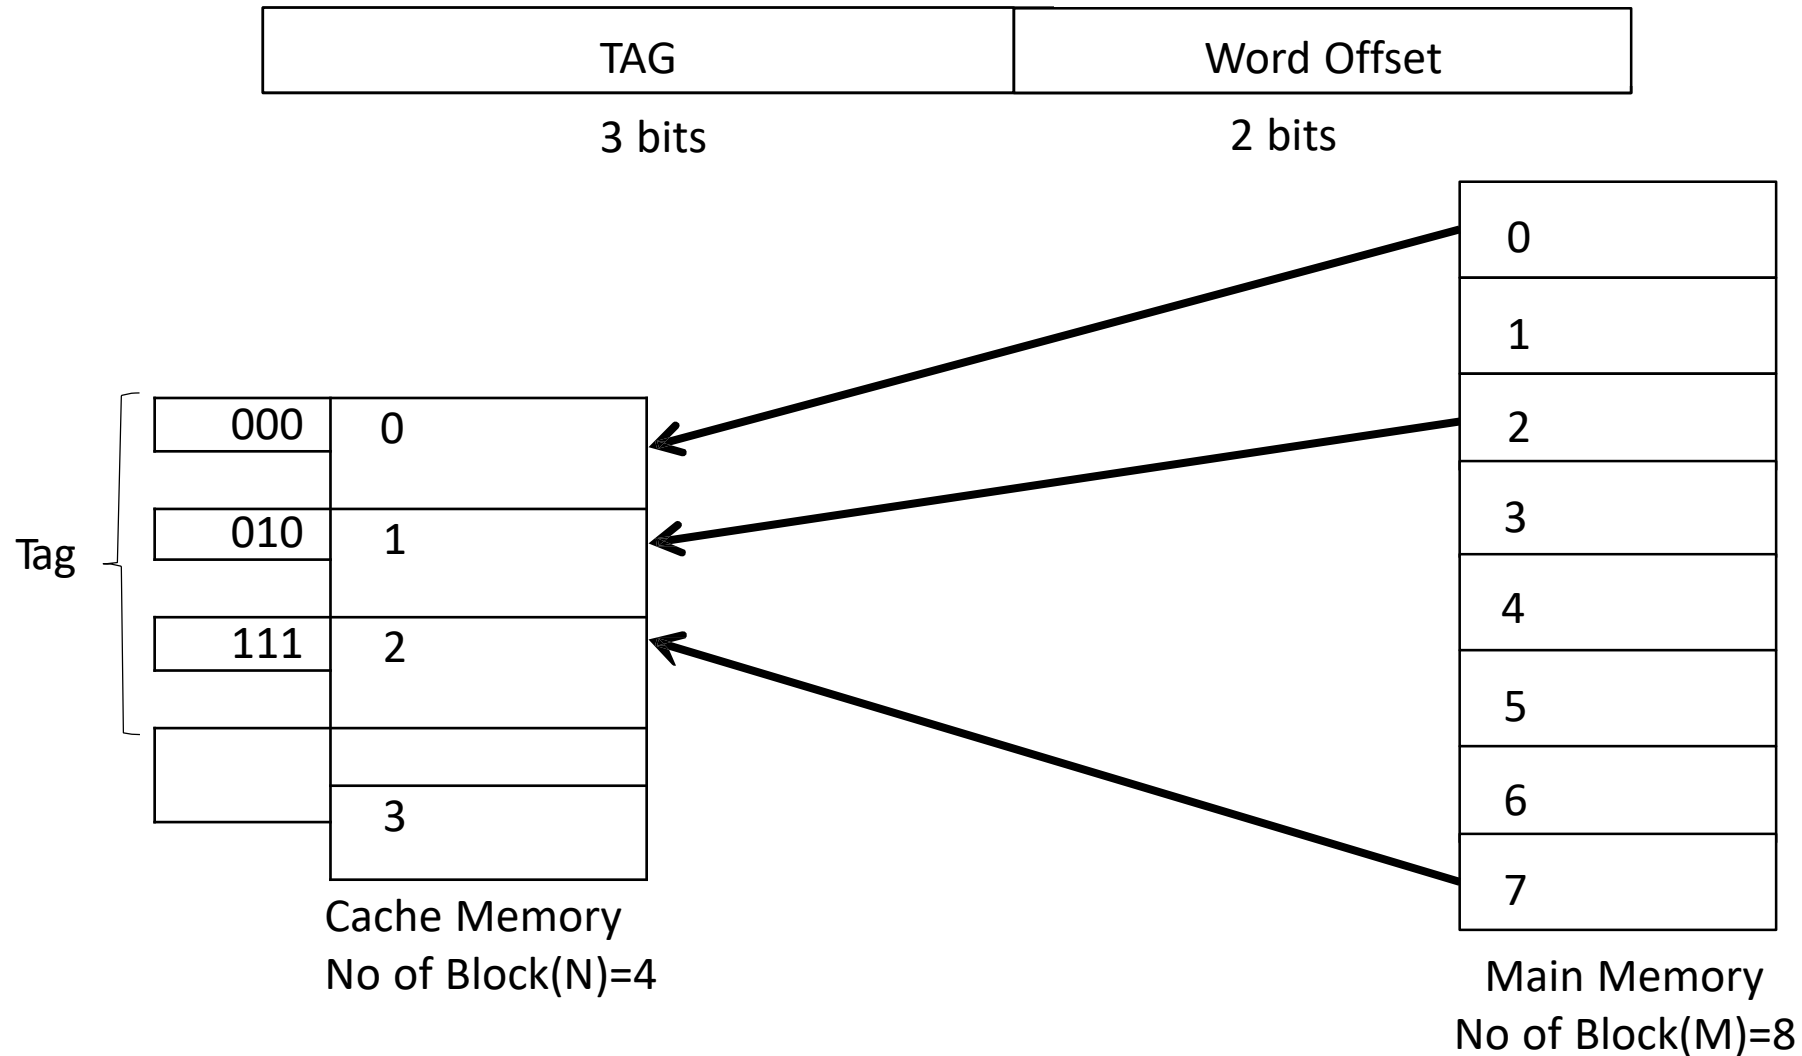 TAG Word Offset
3 bits 2 bits
0
1
000 0 2
010 1 3
Tag
111 2 4
5
3 6
7
Cache Memory
No of Block(N)=4
Main Memory
No of Block(M)=8